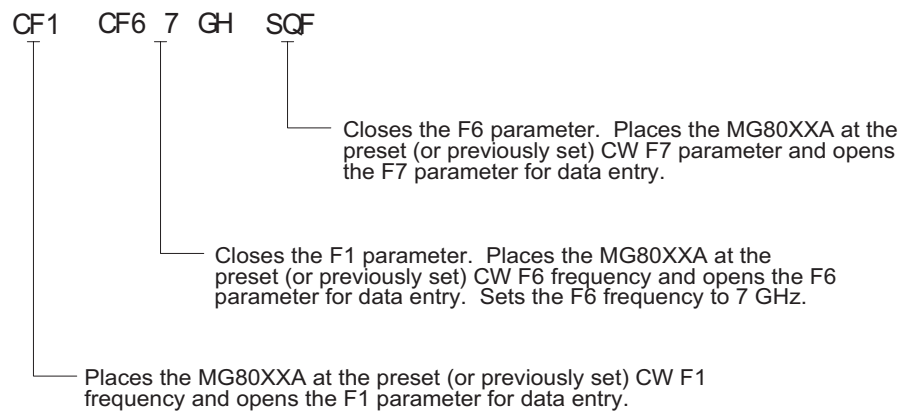 CF1 CF6 7 GH SQF
Closes the F6 parameter. Places the MG80XXA at the
preset (or previously set) CW F7 parameter and opens
the F7 parameter for data entry.
Closes the F1 parameter. Places the MG80XXA at the
preset (or previously set) CW F6 frequency and opens the F6
parameter for data entry. Sets the F6 frequency to 7 GHz.
Places the MG80XXA at the preset (or previously set) CW F1
frequency and opens the F1 parameter for data entry.